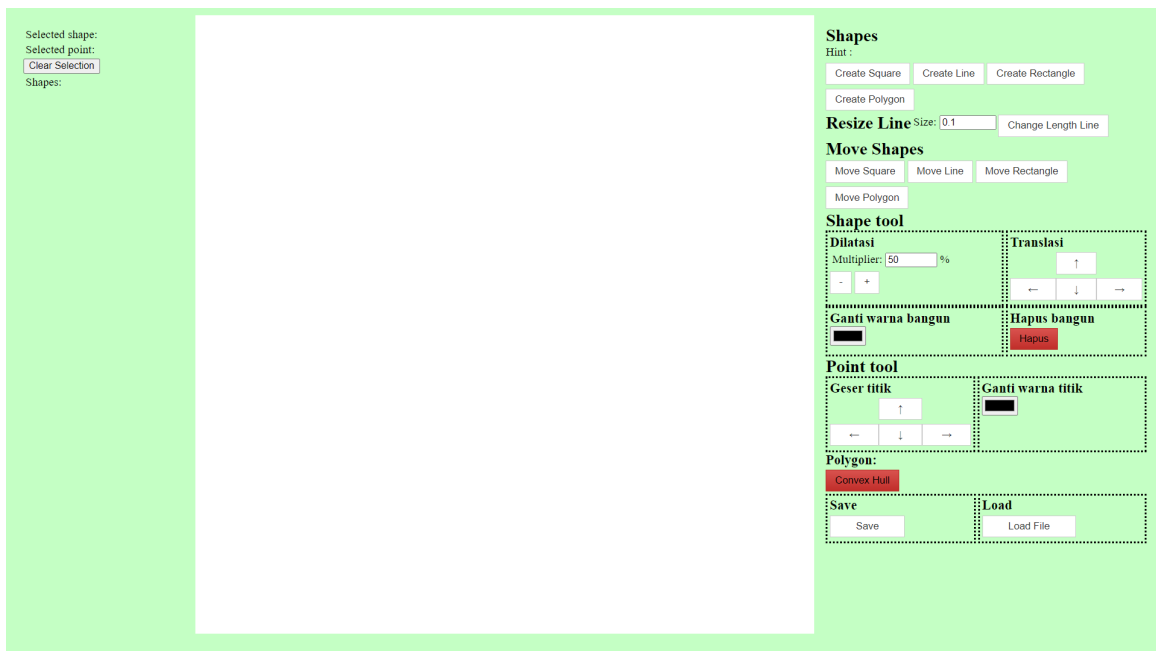 Selected shape:
Selected point:
Clear Selection
Shapes:
Shapes
Hint :
Create Square Create Line Create Rectangle
Create Polygon
Resize Line Size: 0.1 Change Length Line
Move Shapes
Move Square Move Line Move Rectangle
Move Polygon
Shape tool
Dilatasi
Multiplier: 50 %
- +
Translasi
↑
← ↓ →
Ganti warna bangun
Hapus bangun
Hapus
Point tool
Geser titik
↑
← ↓ →
Ganti warna titik
Polygon:
Convex Hull
Save
Save
Load
Load File